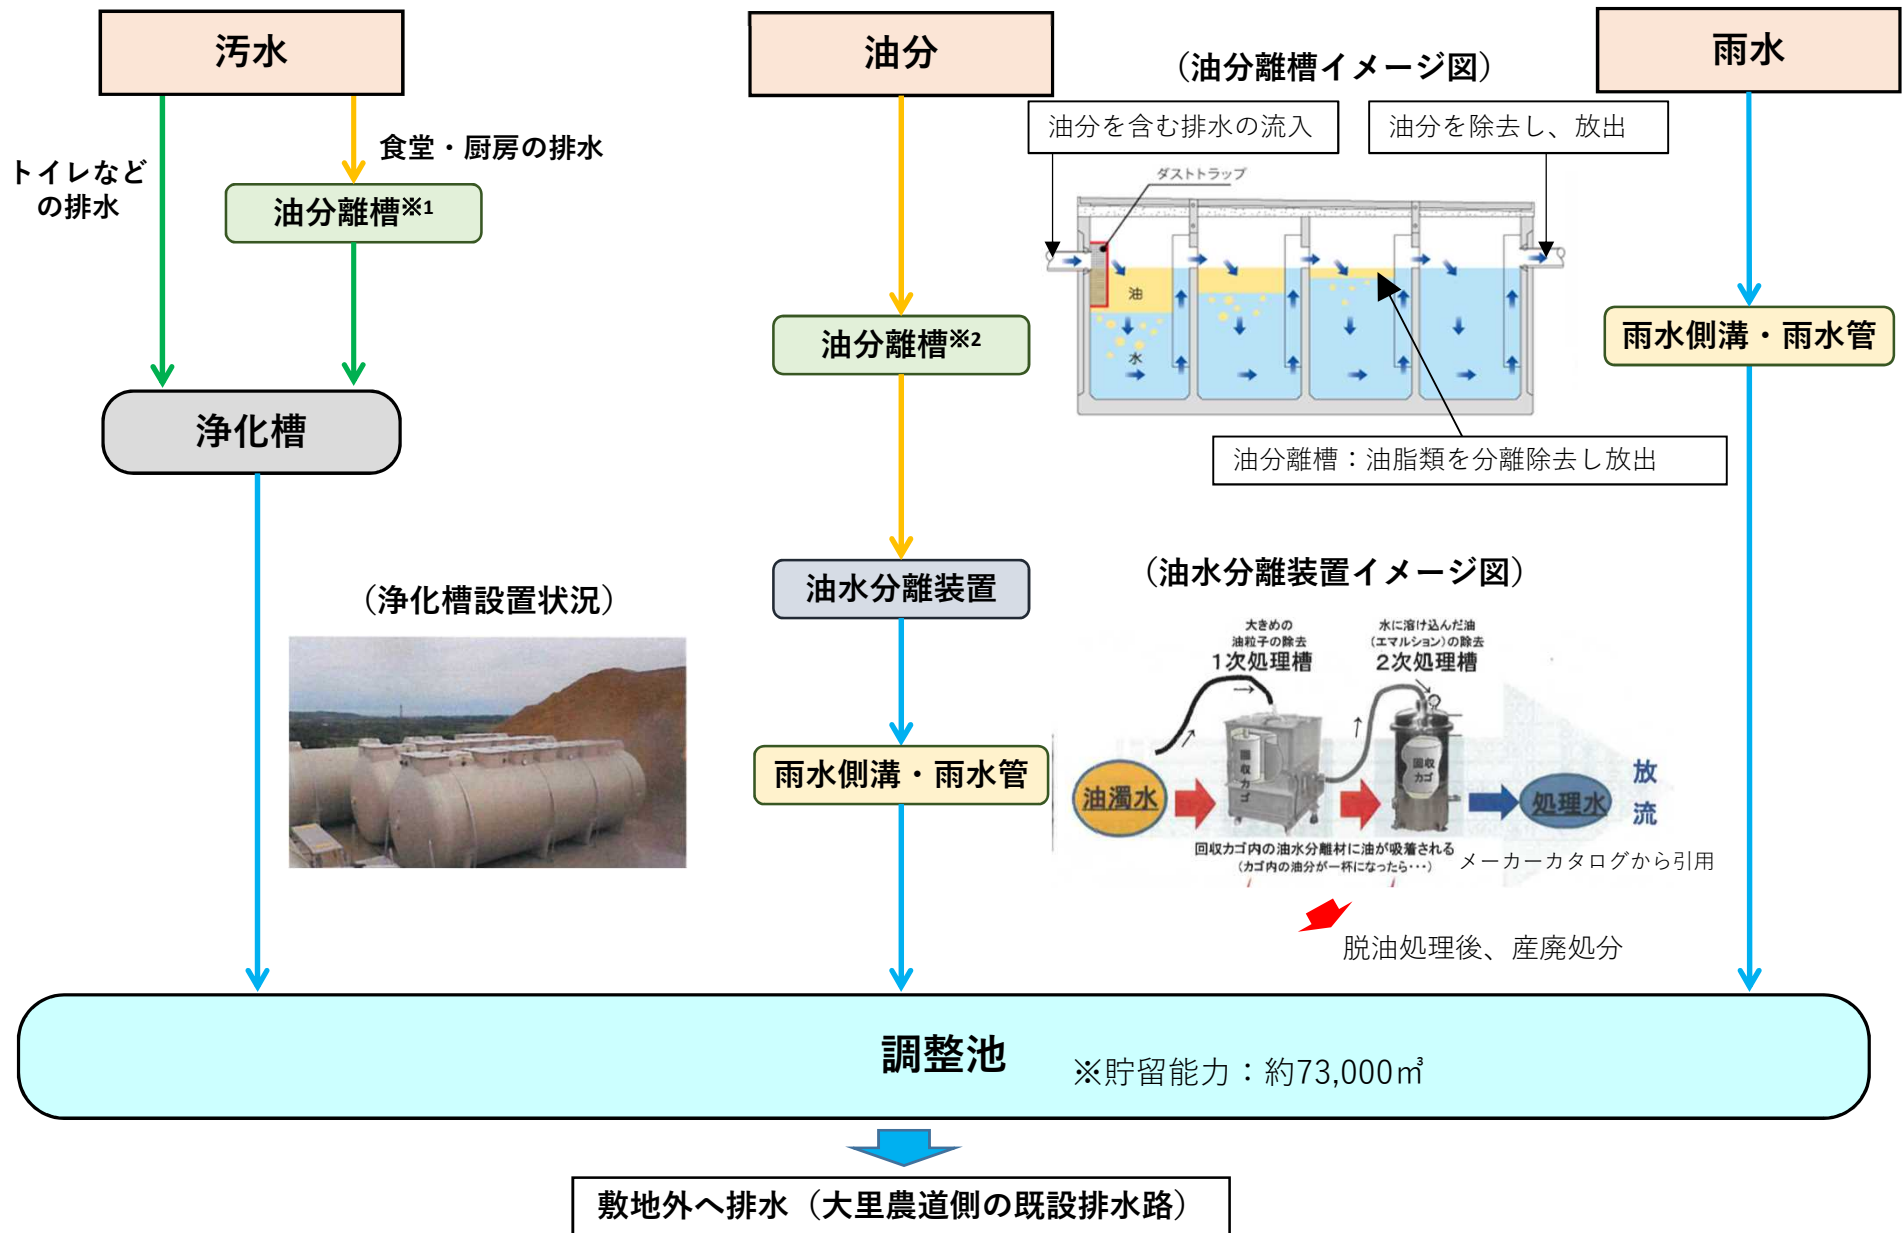 汚水
油分
雨水
（油分離槽イメージ図）
油分を含む排水の流入
油分を除去し、放出
食堂・厨房の排水
トイレなど
の排水
ダストトラップ
油分離槽※1
油
水
油分離槽※2
雨水側溝・雨水管
浄化槽
油分離槽：油脂類を分離除去し放出
油水分離装置
（油水分離装置イメージ図）
（浄化槽設置状況）
大きめの
油粒子の除去
1次処理槽
水に溶け込んだ油
（エマルション）の除去
2次処理槽
雨水側溝・雨水管
回収カゴ
回収
カゴ
油濁水
処理水
放流
回収カゴ内の油水分離材に油が吸着される
（カゴ内の油分が一杯になったら・・・）
メーカーカタログから引用
脱油処理後、産廃処分
調整池
※貯留能力：約73,000㎥
敷地外へ排水（大里農道側の既設排水路）